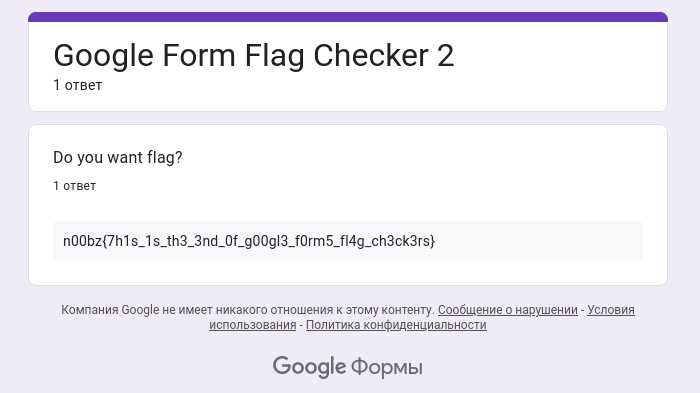 Google Form Flag Checker 2
1 ответ
Do you want flag?
1 ответ
n00bz{7h1s_1s_th3_3nd_0f_g00gl3_f0rm5_fl4g_ch3ck3rs}
Компания Google не имеет никакого отношения к этому контенту. Сообщение о нарушении - Условия
использования - Политика конфиденциальности
Google Формы